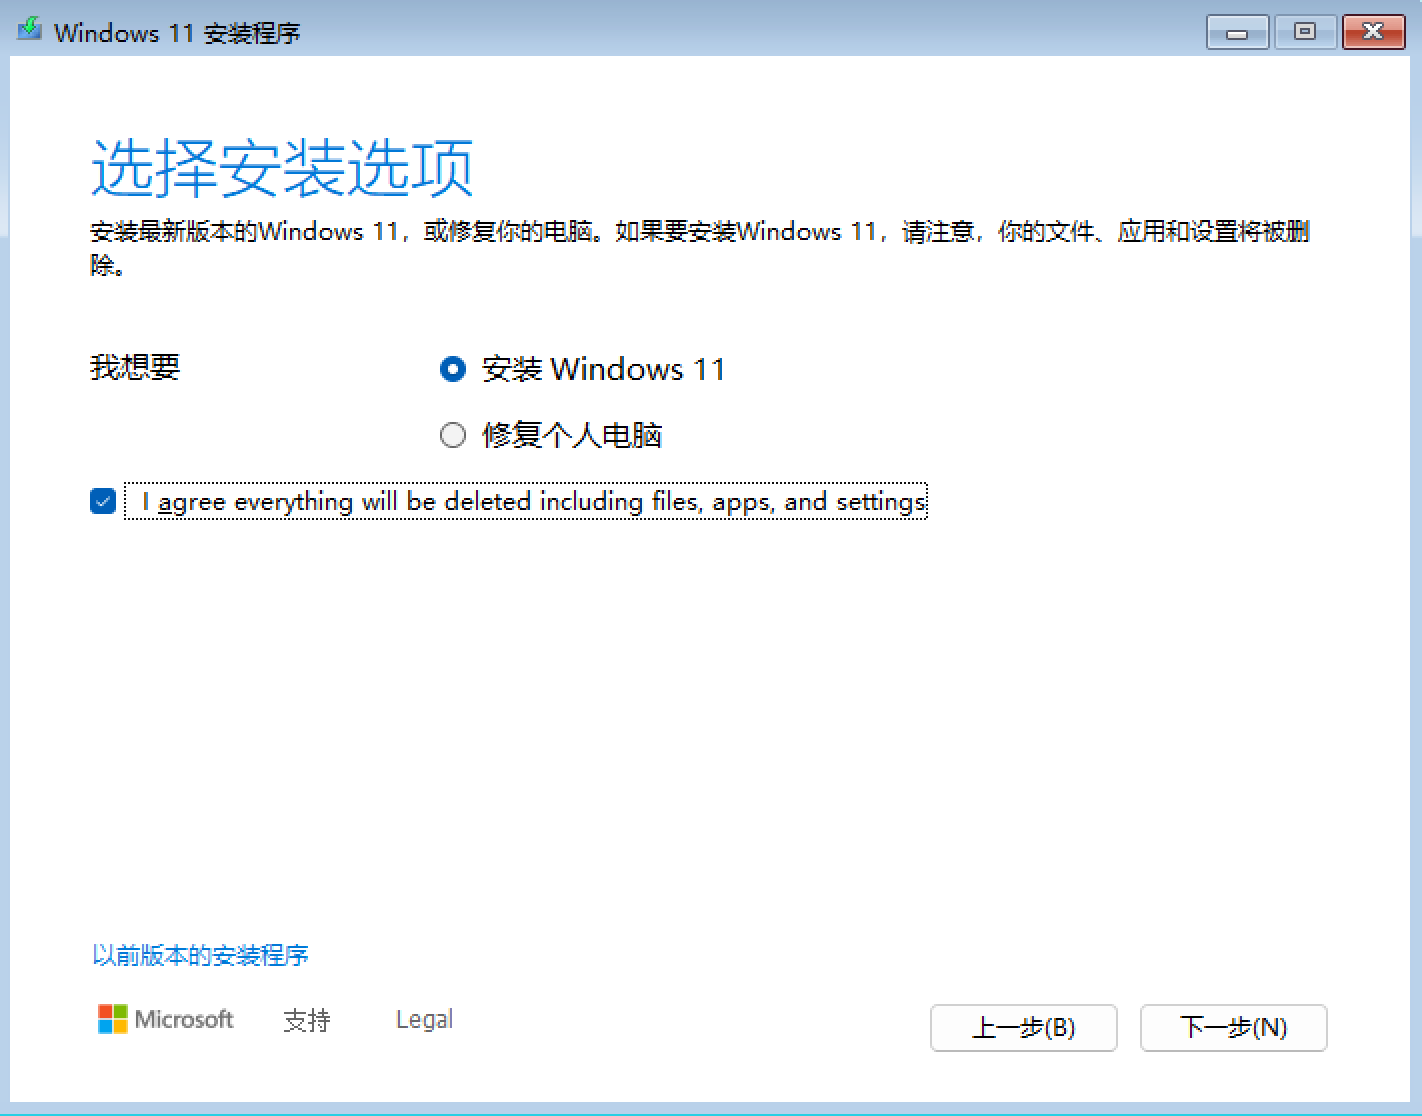 Windows 11 安装程序
选择安装选项
安装最新版本的Windows 11，或修复你的电脑。如果要安装Windows 11，请注意，你的文件、应用和设置将被删
除。
我想要
安装 Windows 11
修复个人电脑
I agree everything will be deleted including files, apps, and settings
以前版本的安装程序
Microsoft 支持 Legal
上一步(B) 下一步(N)